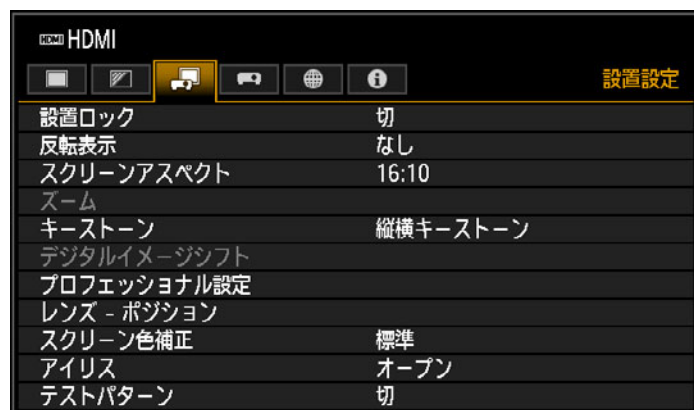 HDMI HDMI
設置設定
設置ロック 切
反転表示 なし
スクリーンアスペクト 16:10
ズーム
キーストーン 縦横キーストーン
デジタルイメージシフト
プロフェッショナル設定
レンズ - ポジション
スクリーン色補正 標準
アイリス オープン
テストパターン 切